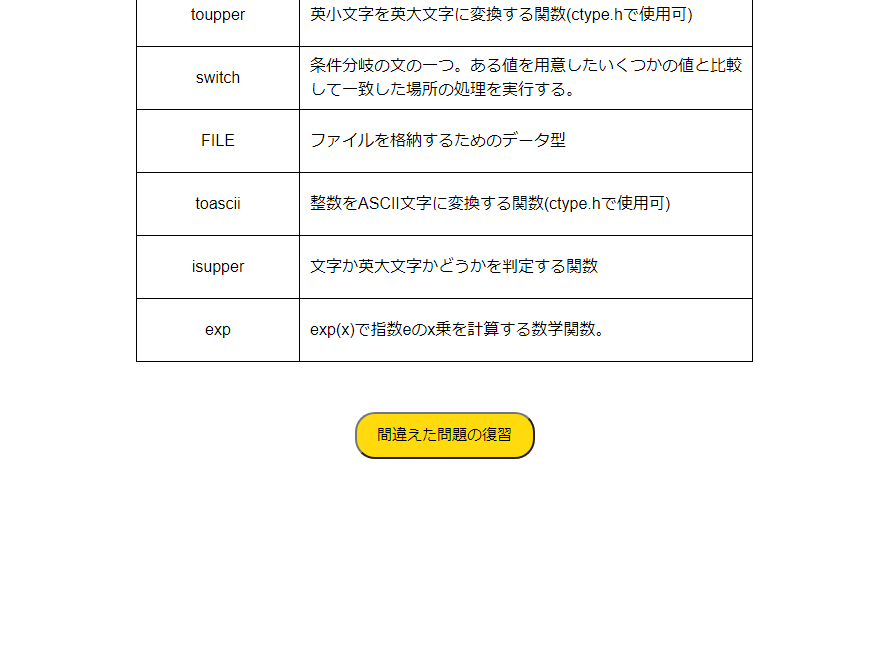 toupper 英小文字を英大文字に変換する関数(ctype.hで使用可)
switch 条件分岐の文の一つ。ある値を用意したいくつかの値と比較
して一致した場所の処理を実行する。
FILE ファイルを格納するためのデータ型
toascii 整数をASCII文字に変換する関数(ctype.hで使用可)
isupper 文字か英大文字かどうかを判定する関数
exp exp(x)で指数eのx乗を計算する数学関数。
間違えた問題の復習